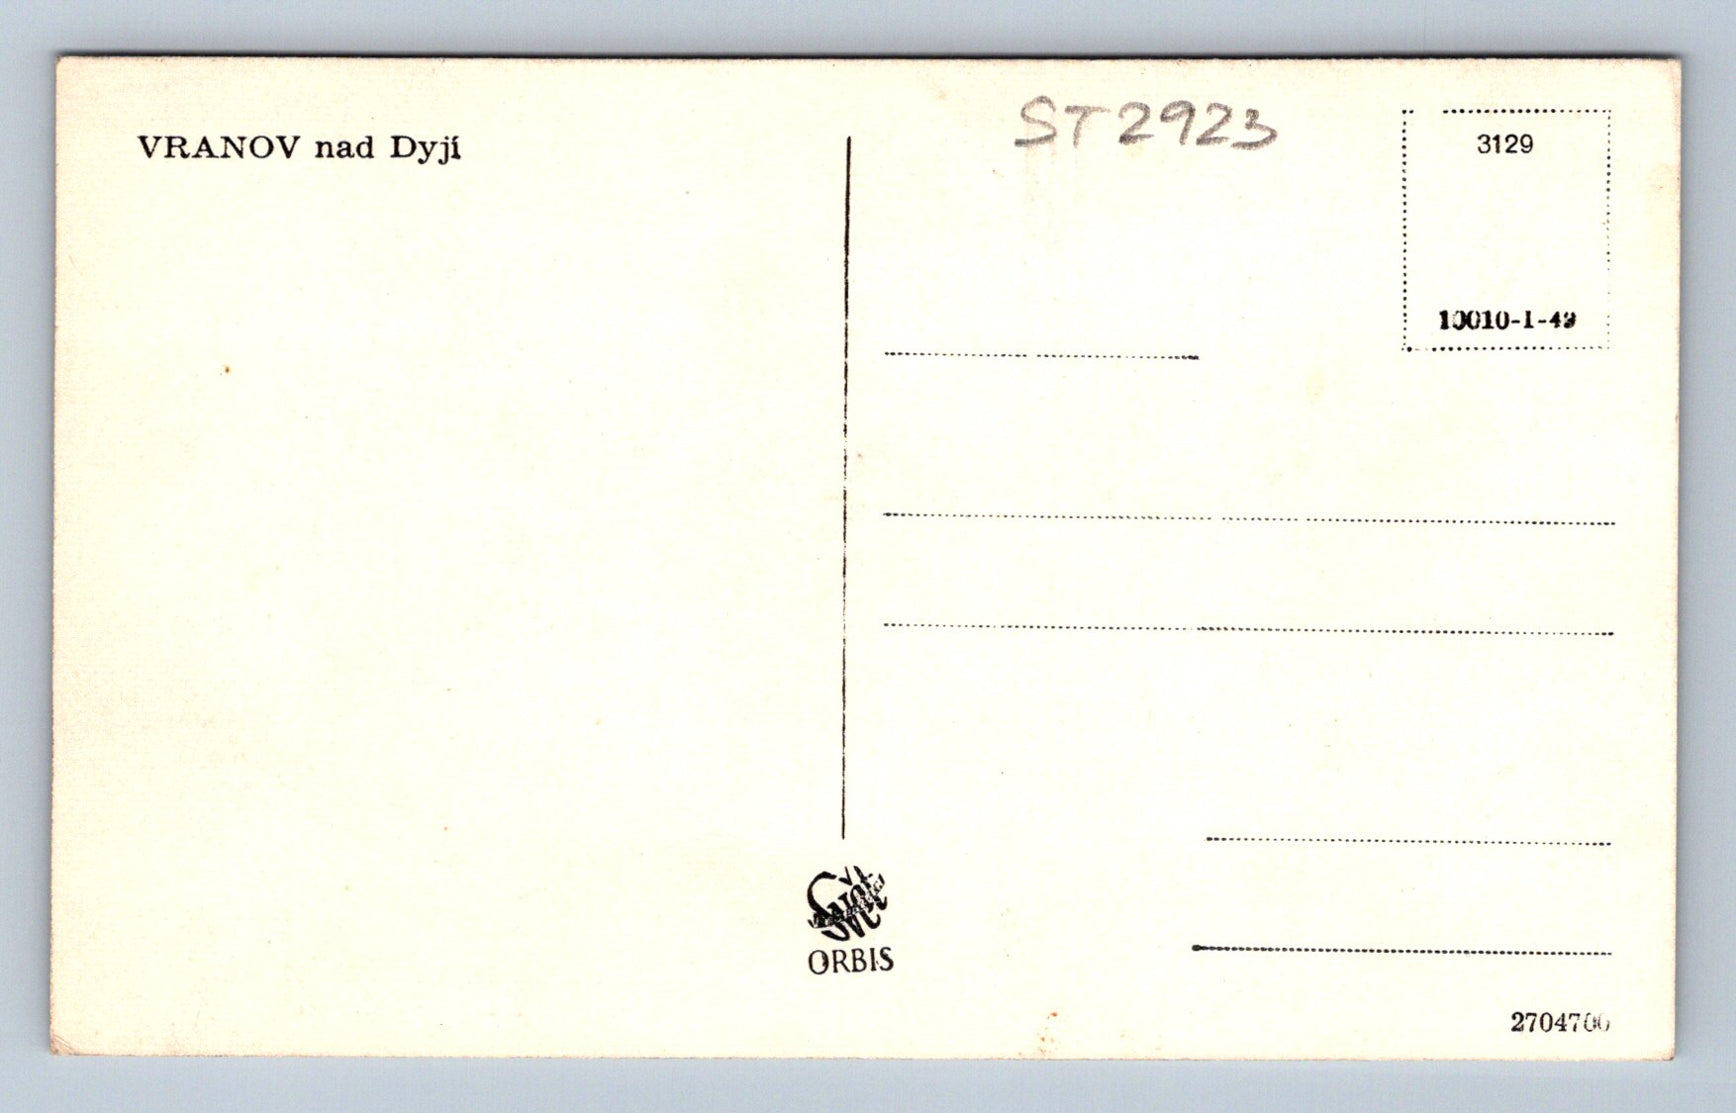 VRANOV nad Dyjí
ST2923
3129
10010-1-49
ORBIS
2704700